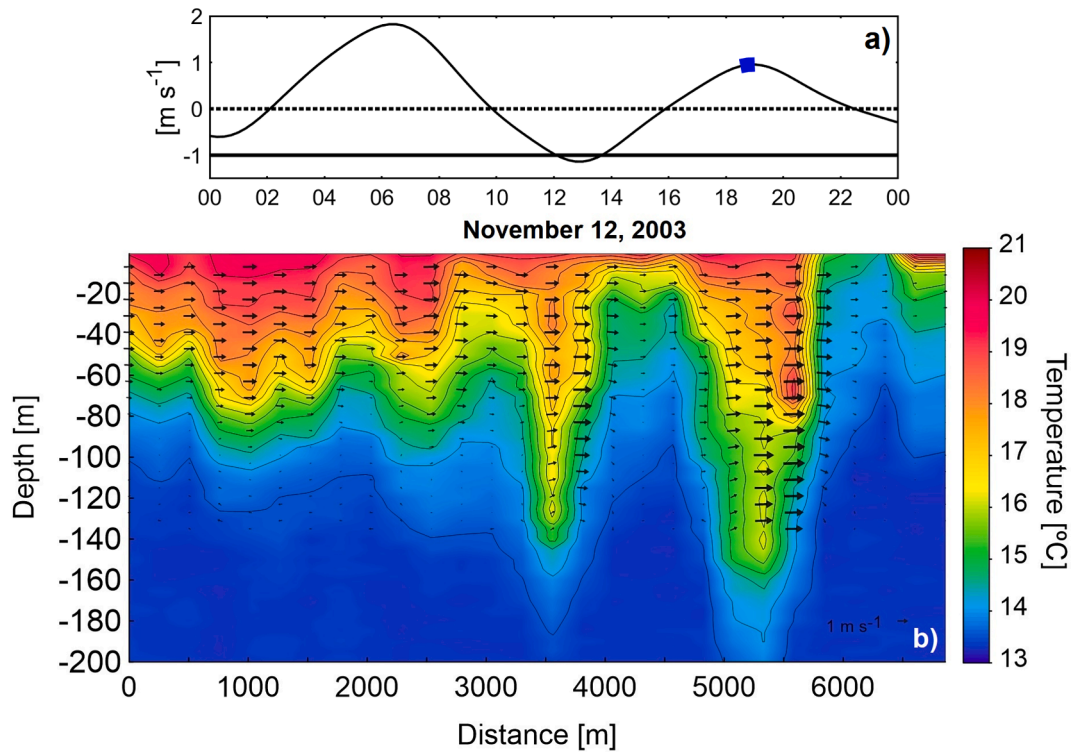 2
1
0
-1
[m s-1]
a)
00 02 04 06 08 10 12 14 16 18 20 22 00
November 12, 2003
-20
-40
-60
-80
-100
-120
-140
-160
-180
-200
Depth [m]
1 m s-1
b)
0 1000 2000 3000 4000 5000 6000
Distance [m]
21
20
19
18
17
16
15
14
13
Temperature [ºC]